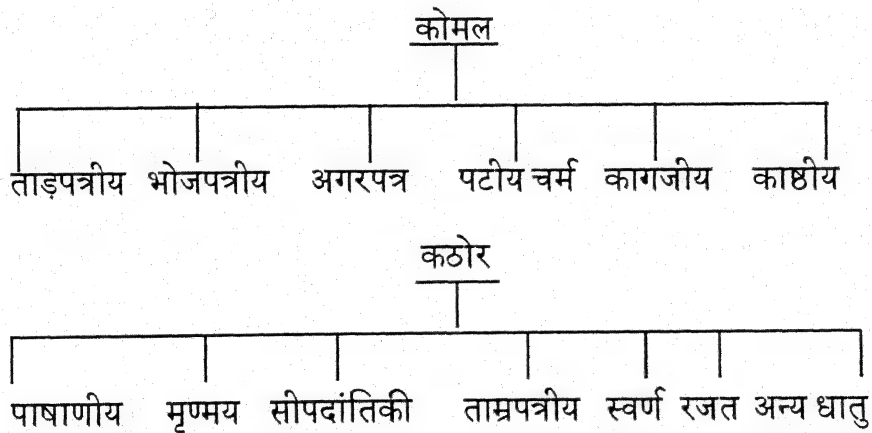 कोमल
ताड़पत्रीय भोजपत्रीय अगरपत्र पटीय चर्म कागजीय काष्ठीय
कठोर
पाषाणीय मृण्मय सीपदांतिकी ताम्रपत्रीय स्वर्ण रजत अन्य धातु